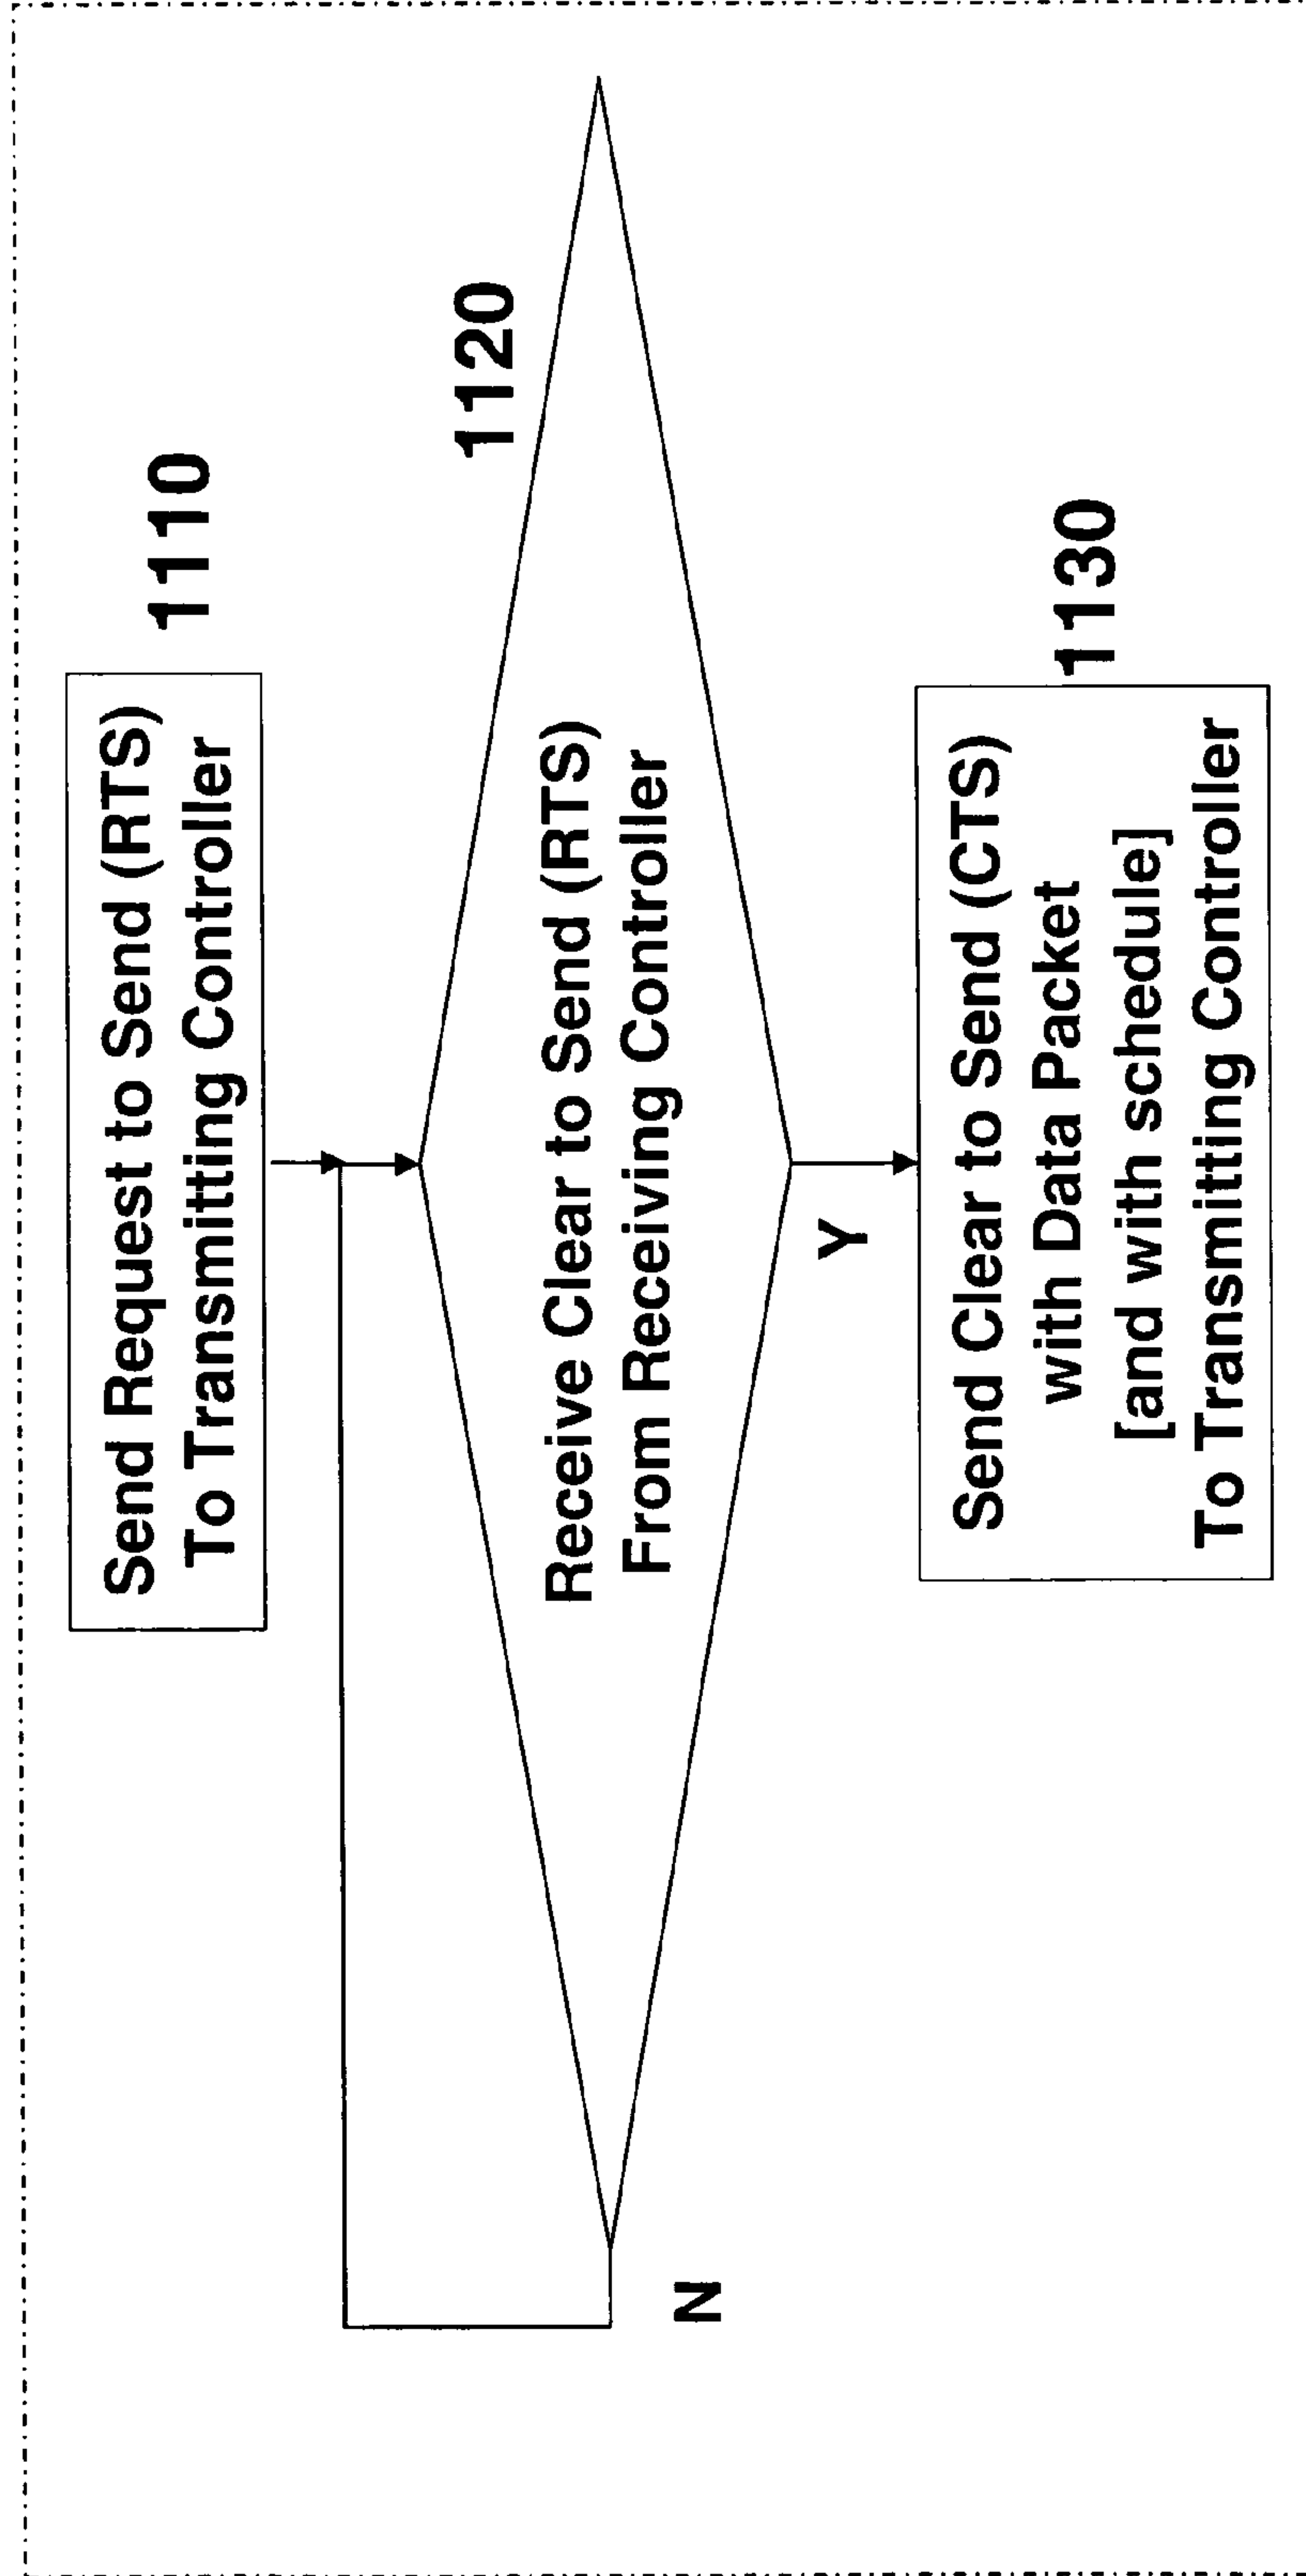 Send Request to Send (RTS)
To Transmitting Controller
1110
1120
Receive Clear to Send (RTS)
From Receiving Controller
N
Y
1130
Send Clear to Send (CTS)
with Data Packet
[and with schedule]
To Transmitting Controller